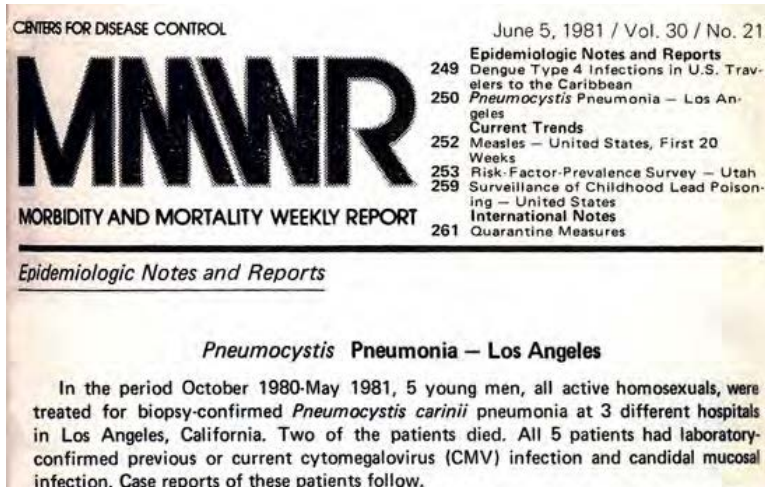 CENTERS FOR DISEASE CONTROL
June 5, 1981 / Vol. 30 / No. 21
MMWR
MORBIDITY AND MORTALITY WEEKLY REPORT
Epidemiologic Notes and Reports
249 Dengue Type 4 Infections in U.S. Trav-
elers to the Caribbean
250 Pneumocystis Pneumonia — Los An-
geles
Current Trends
252 Measles — United States, First 20
Weeks
253 Risk-Factor-Prevalence Survey — Utah
259 Surveillance of Childhood Lead Poison-
ing — United States
International Notes
261 Quarantine Measures
Epidemiologic Notes and Reports
Pneumocystis Pneumonia — Los Angeles
In the period October 1980-May 1981, 5 young men, all active homosexuals, were
treated for biopsy-confirmed Pneumocystis carinii pneumonia at 3 different hospitals
in Los Angeles, California. Two of the patients died. All 5 patients had laboratory-
confirmed previous or current cytomegalovirus (CMV) infection and candidal mucosal
infection. Case reports of these patients follow.